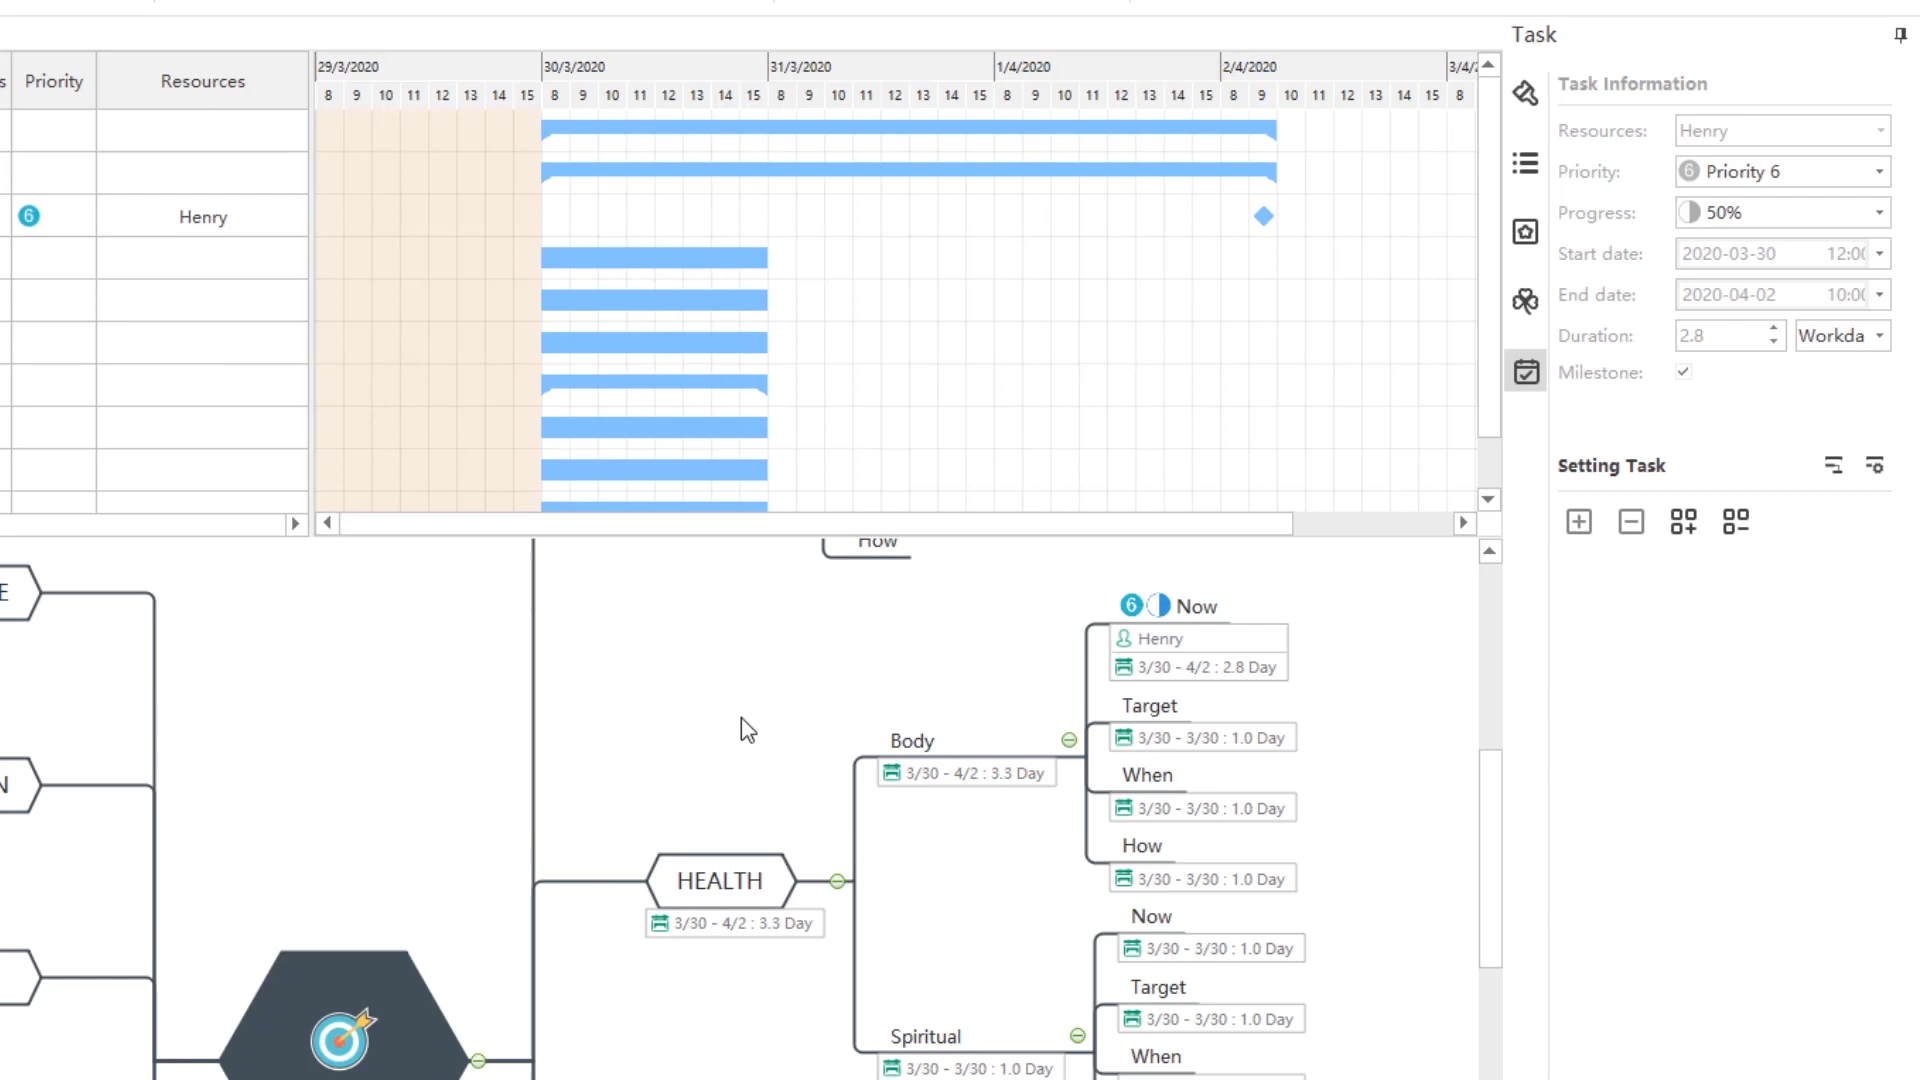 Task
29/3/2020 30/3/2020 31/3/2020 1/4/2020 2/4/2020 3/4/
s Priority Resources
8 9 10 11 12 13 14 15 8 9 10 11 12 13 14 15 8 9 10 11 12 13 14 15 8 9 10 11 12 13 14 15 8 9 10 11 12 13 14 15 8
6 Henry
Task Information
Resources: Henry
Priority: 6 Priority 6
Progress: 50%
Start date: 2020-03-30 12:00
End date: 2020-04-02 10:00
Duration: 2.8 Workda
Milestone:
Setting Task
How
E
6 Now
Henry
3/30 - 4/2 : 2.8 Day
Target
3/30 - 3/30 : 1.0 Day
Body
3/30 - 4/2 : 3.3 Day
When
3/30 - 3/30 : 1.0 Day
N
How
3/30 - 3/30 : 1.0 Day
HEALTH
3/30 - 4/2 : 3.3 Day
Now
3/30 - 3/30 : 1.0 Day
Target
3/30 - 3/30 : 1.0 Day
Spiritual
3/30 - 3/30 : 1.0 Day
When